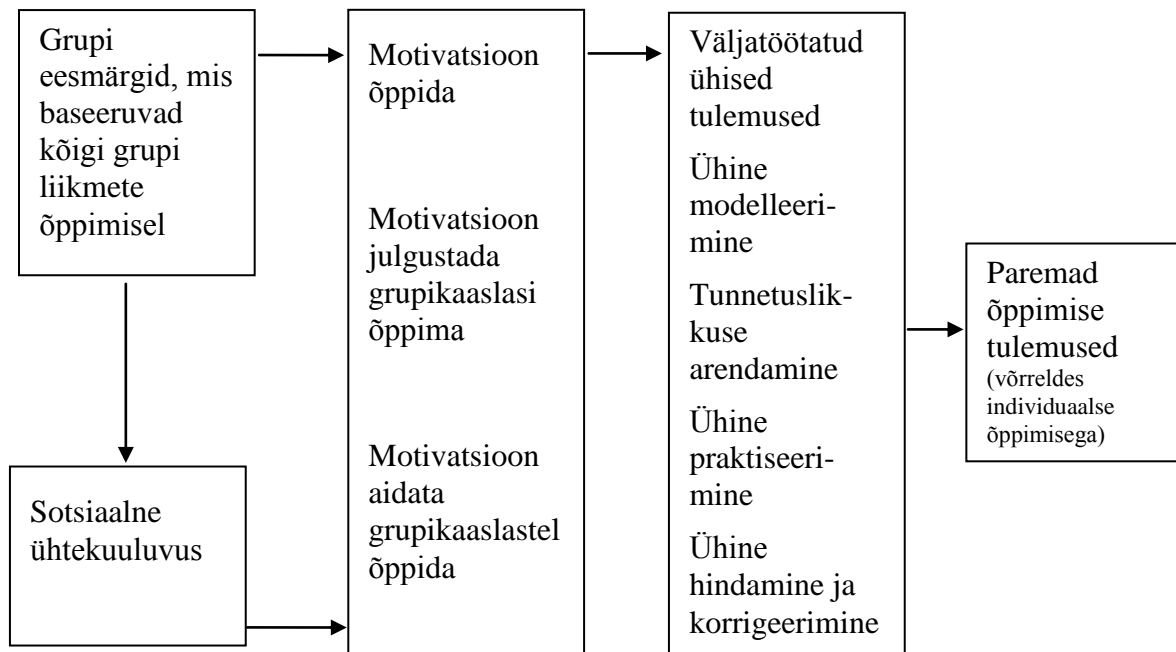 Grupi
eesmärgid, mis
baseeruvad
kõigi grupi
liikmete
õppimisel
Sotsiaalne
ühtekuuluvus
Motivatsioon
õppida
Motivatsioon
julgustada
grupikaaslasi
õppima
Motivatsioon
aidata
grupikaaslastel
õppida
Väljatöötatud
ühised
tulemused
Ühine
modelleeri-
mine
Tunnetuslik-
kuse
arendamine
Ühine
praktiseeri-
mine
Ühine
hindamine ja
korrigeerimine
Paremad
õppimise
tulemused
(võrreldes
individuaalse
õppimisega)